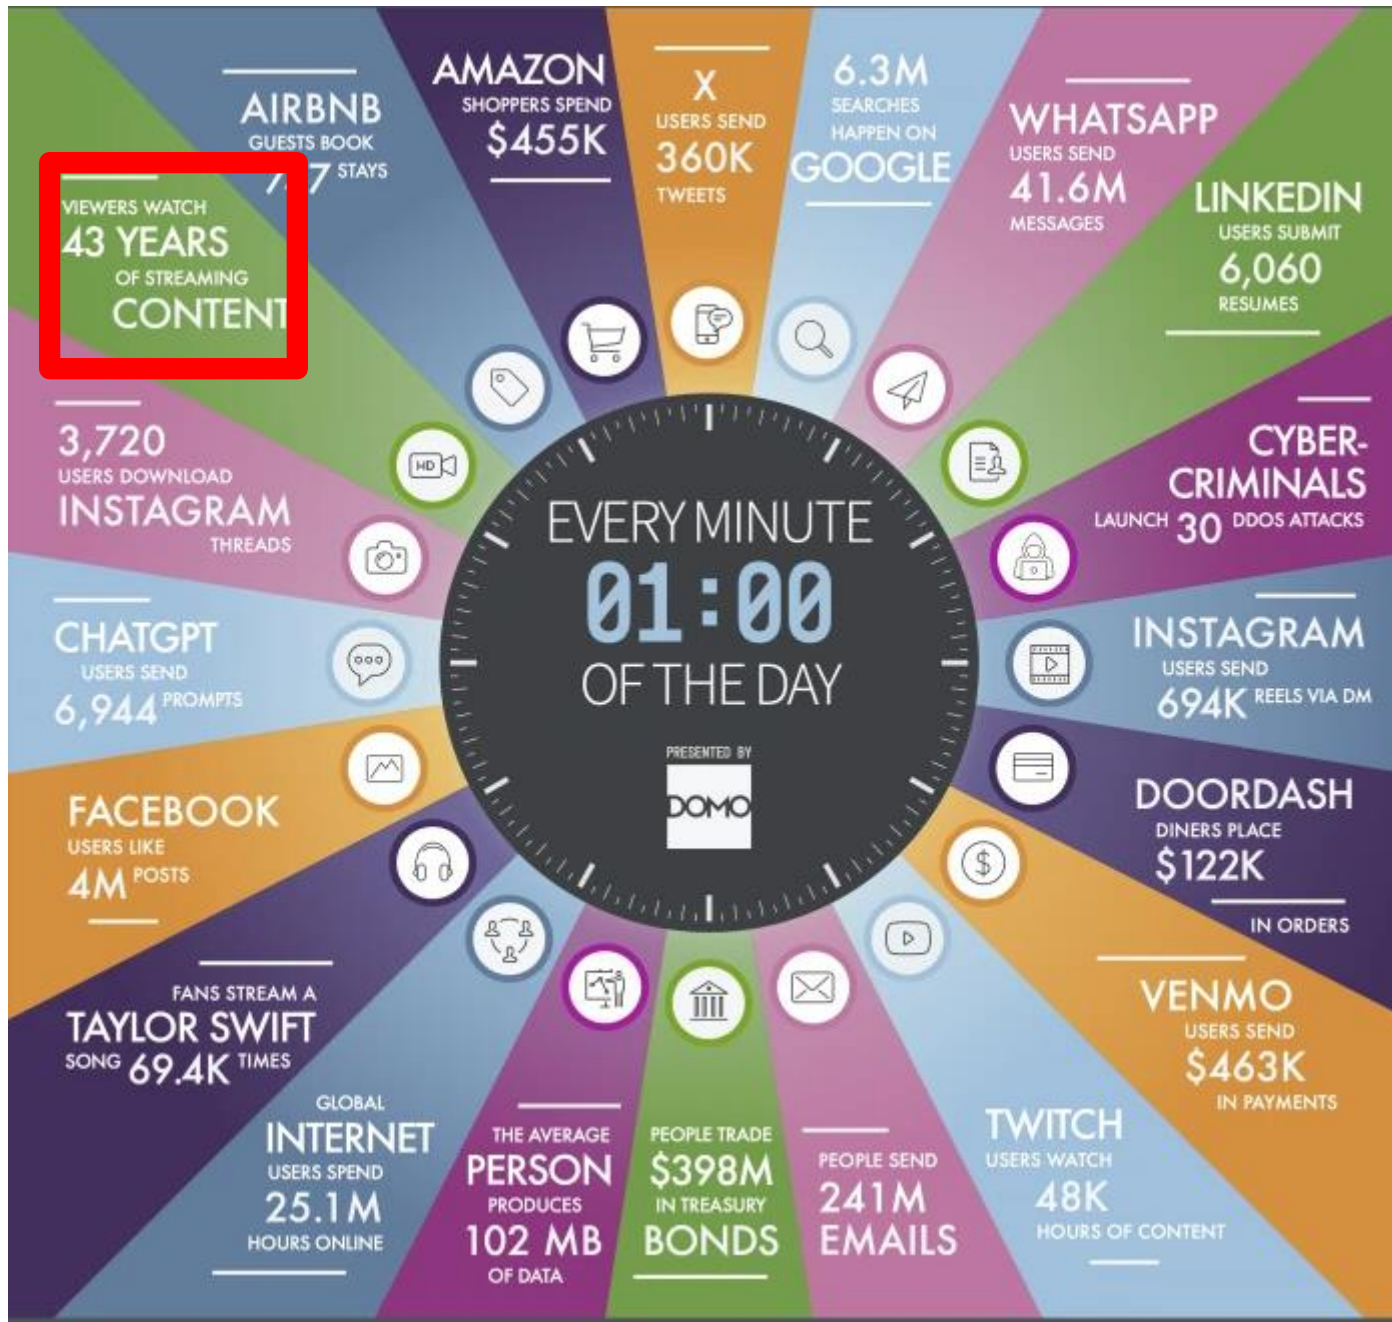 AIRBNB
GUESTS BOOK
STAYS
AMAZON
SHOPPERS SPEND
$455K
X
USERS SEND
360K
TWEETS
6.3M
SEARCHES
HAPPEN ON
GOOGLE
WHATSAPP
USERS SEND
41.6M
MESSAGES
LINKEDIN
USERS SUBMIT
6,060
RESUMES
CYBER-
CRIMINALS
LAUNCH 30 DDOS ATTACKS
INSTAGRAM
USERS SEND
694K REELS VIA DM
DOORDASH
DINERS PLACE
$122K
IN ORDERS
VENMO
USERS SEND
$463K
IN PAYMENTS
TWITCH
USERS WATCH
48K
HOURS OF CONTENT
PEOPLE SEND
241M
EMAILS
PEOPLE TRADE
$398M
IN TREASURY
BONDS
THE AVERAGE
PERSON
PRODUCES
102 MB
OF DATA
GLOBAL
INTERNET
USERS SPEND
25.1M
HOURS ONLINE
FANS STREAM A
TAYLOR SWIFT
SONG 69.4K TIMES
FACEBOOK
USERS LIKE
4M POSTS
CHATGPT
USERS SEND
6,944 PROMPTS
3,720
USERS DOWNLOAD
INSTAGRAM
THREADS
VIEWERS WATCH
43 YEARS
OF STREAMING
CONTENT
HD
EVERY MINUTE
01:00
OF THE DAY
PRESENTED BY
DOMO